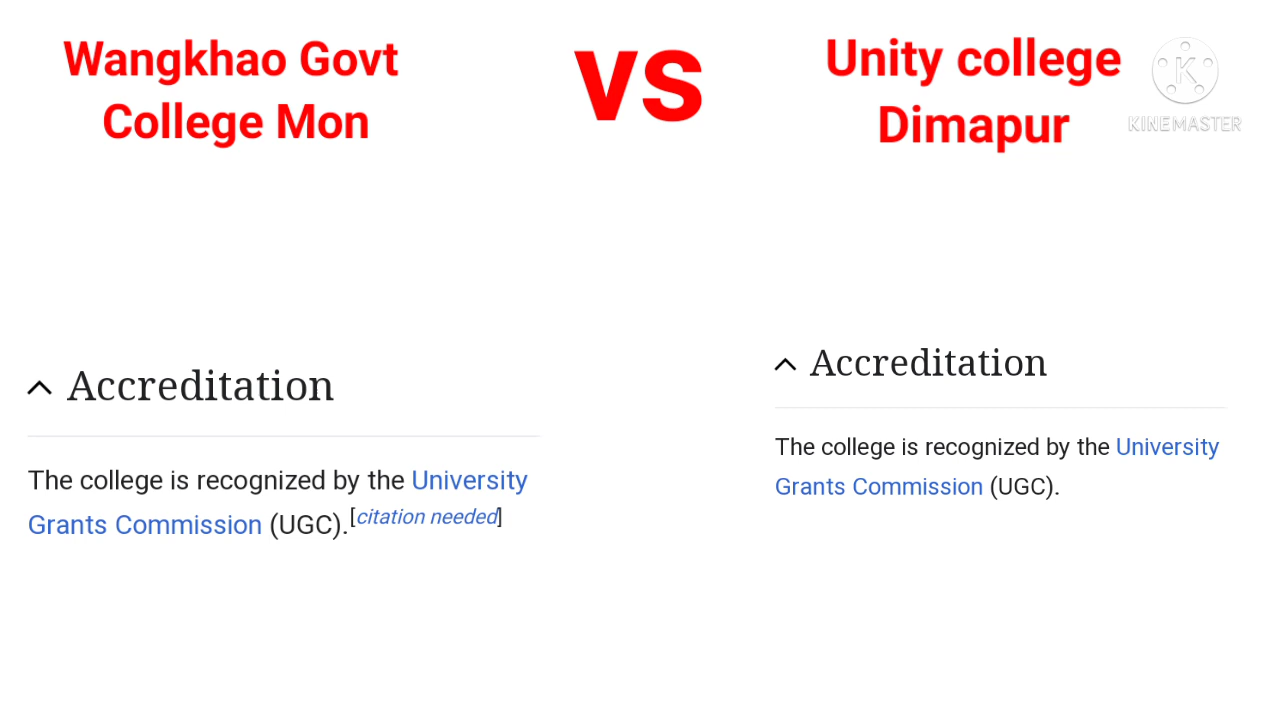 Wangkhao Govt
College Mon
vs
Unity college
Dimapur
K
KINEMASTER
Accreditation
The college is recognized by the University
Grants Commission (UGC).[citation needed]
Accreditation
The college is recognized by the University
Grants Commission (UGC).